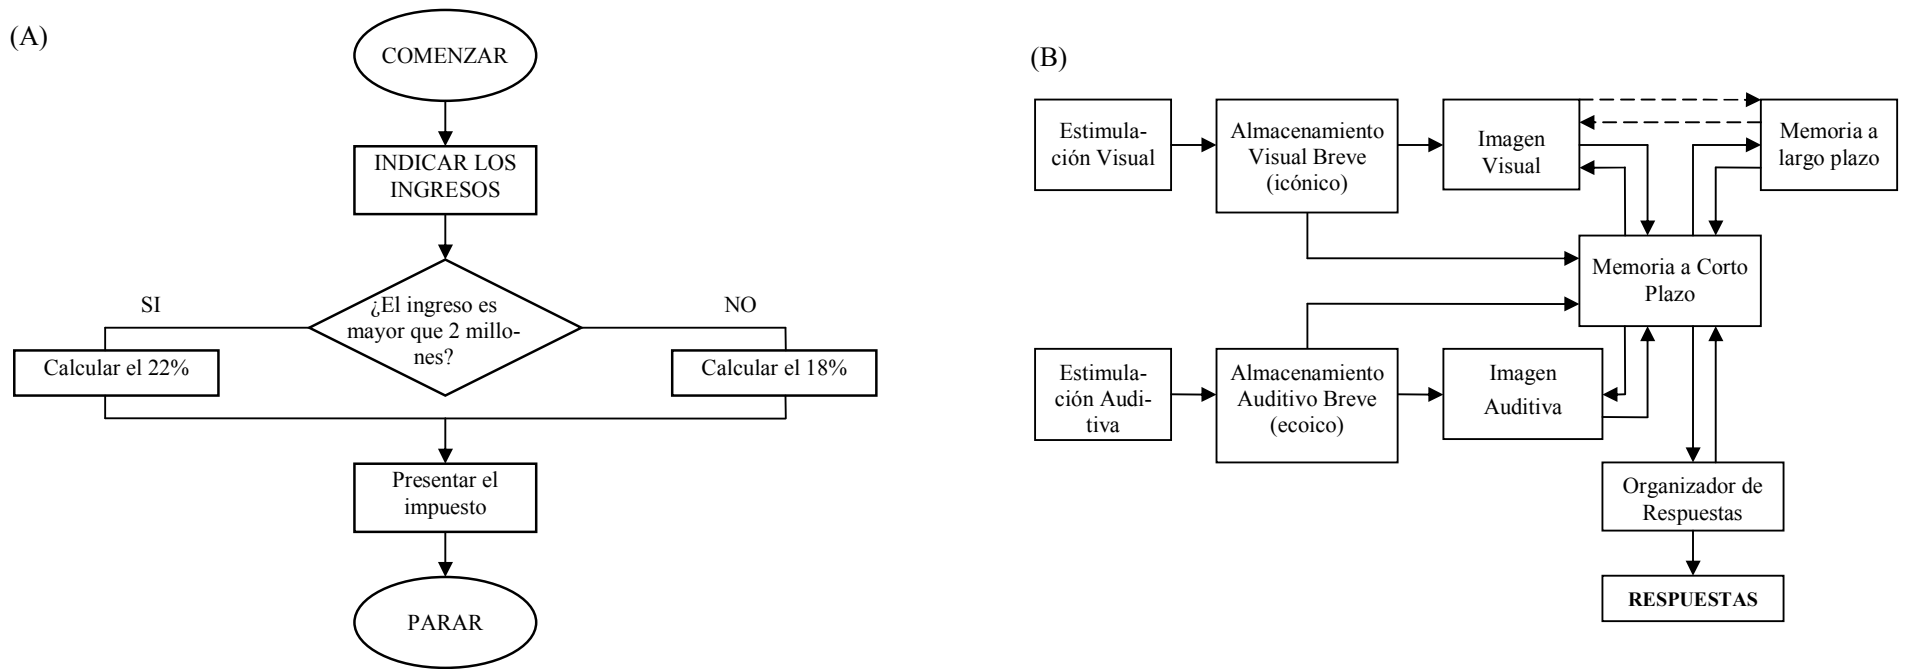 (A)
COMENZAR
INDICAR LOS
INGRESOS
¿El ingreso es
mayor que 2 millo-
nes?
SI
NO
Calcular el 22%
Calcular el 18%
Presentar el
impuesto
PARAR
(B)
Estimula-
ción Visual
Almacenamiento
Visual Breve
(icónico)
Imagen
Visual
Memoria a
largo plazo
Memoria a Corto
Plazo
Estimula-
ción Audi-
tiva
Almacenamiento
Auditivo Breve
(ecoico)
Imagen
Auditiva
Organizador de
Respuestas
RESPUESTAS